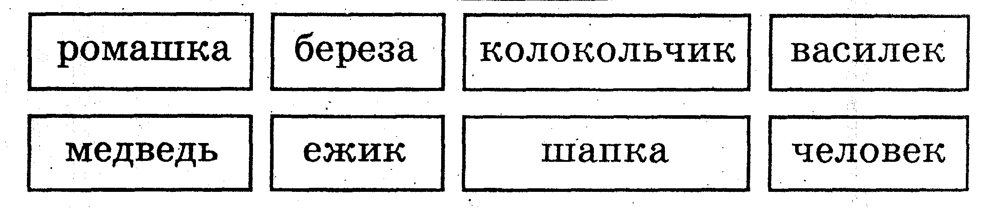 ромашка береза колокольчик василек
медведь ежик шапка человек